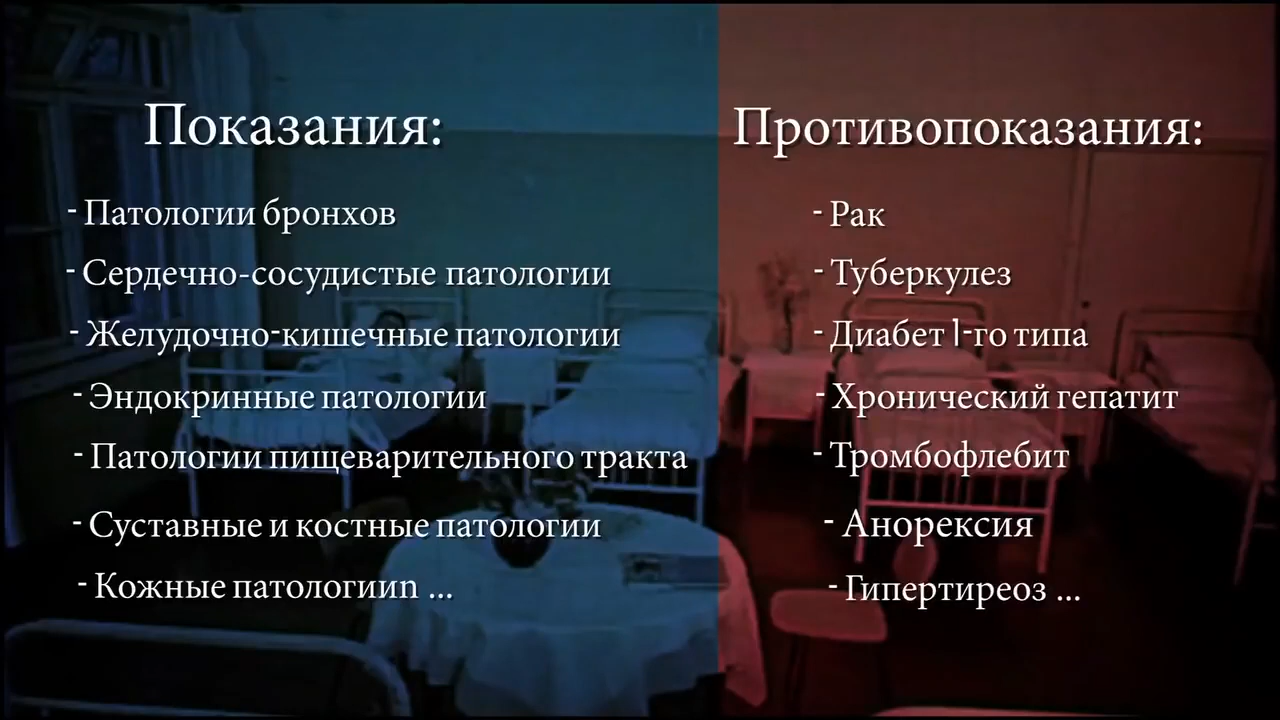 Показания:
- Патологии бронхов
- Сердечно-сосудистые патологии
- Желудочно-кишечные патологии
- Эндокринные патологии
- Патологии пищеварительного тракта
- Суставные и костные патологии
- Кожные патологииn ...
Противопоказания:
- Рак
- Туберкулез
- Диабет l-го типа
- Хронический гепатит
- Тромбофлебит
- Анорексия
- Гипертиреоз ...